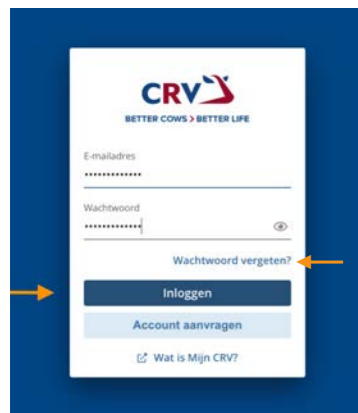 CRV
BETTER COWS > BETTER LIFE
E-mailadres
•••••••••••••
Wachtwoord
•••••••••••••
Wachtwoord vergeten?
Inloggen
Account aanvragen
Wat is Mijn CRV?